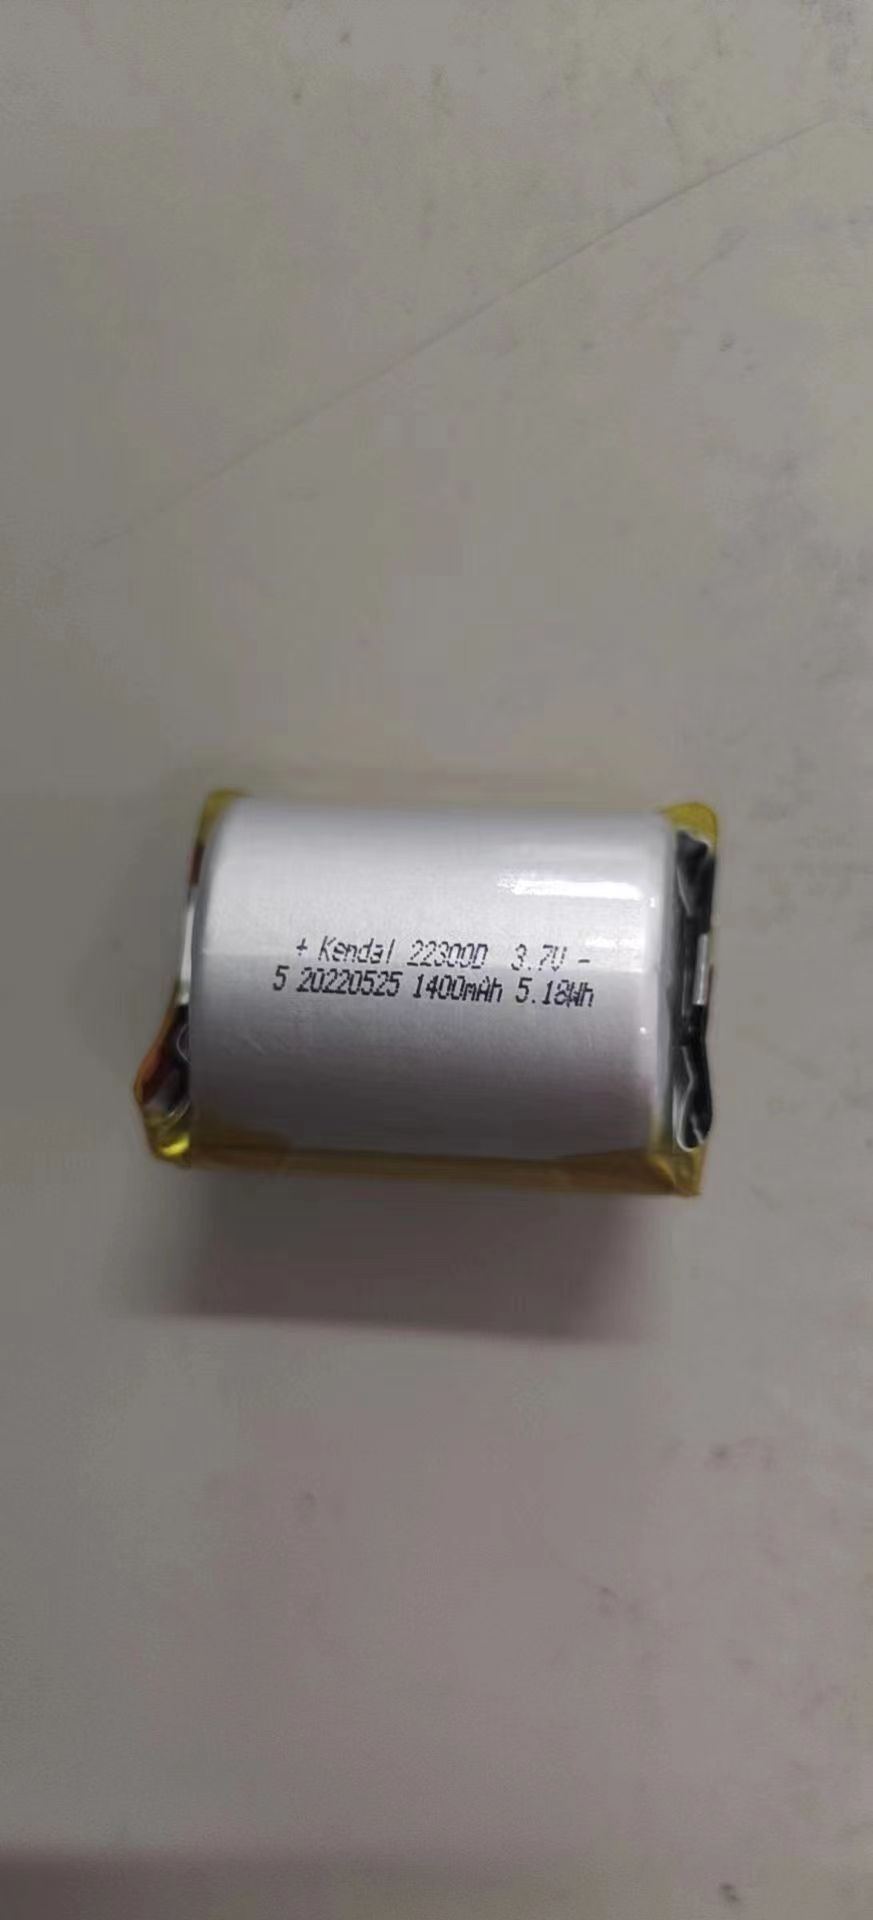 + Kendal 22300D 3.7V -
5 20220525 1400mAh 5.18Wh